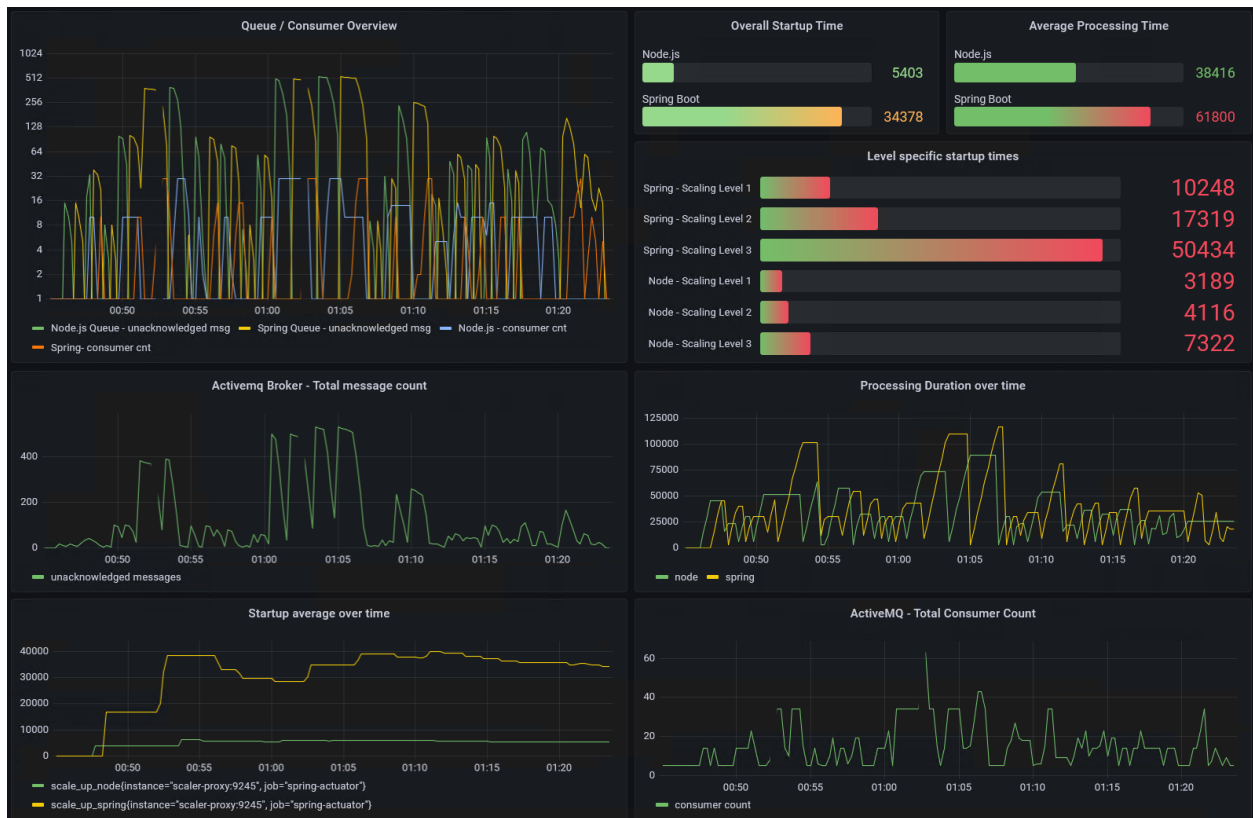 Queue / Consumer Overview
1024
512
256
128
64
32
16
8
4
2
1
00:50 00:55 01:00 01:05 01:10 01:15 01:20
Node.js Queue - unacknowledged msg Spring Queue - unacknowledged msg Node.js - consumer cnt
Spring- consumer cnt
Overall Startup Time
Node.js
5403
Spring Boot
34378
Average Processing Time
Node.js
38416
Spring Boot
61800
Level specific startup times
Spring - Scaling Level 1 10248
Spring - Scaling Level 2 17319
Spring - Scaling Level 3 50434
Node - Scaling Level 1 3189
Node - Scaling Level 2 4116
Node - Scaling Level 3 7322
Activemq Broker - Total message count
400
200
0
00:50 00:55 01:00 01:05 01:10 01:15 01:20
unacknowledged messages
Processing Duration over time
125000
100000
75000
50000
25000
0
00:50 00:55 01:00 01:05 01:10 01:15 01:20
node spring
Startup average over time
40000
30000
20000
10000
0
00:50 00:55 01:00 01:05 01:10 01:15 01:20
scale_up_node{instance="scaler-proxy:9245", job="spring-actuator"}
scale_up_spring{instance="scaler-proxy:9245", job="spring-actuator"}
ActiveMQ - Total Consumer Count
60
40
20
0
00:50 00:55 01:00 01:05 01:10 01:15 01:20
consumer count